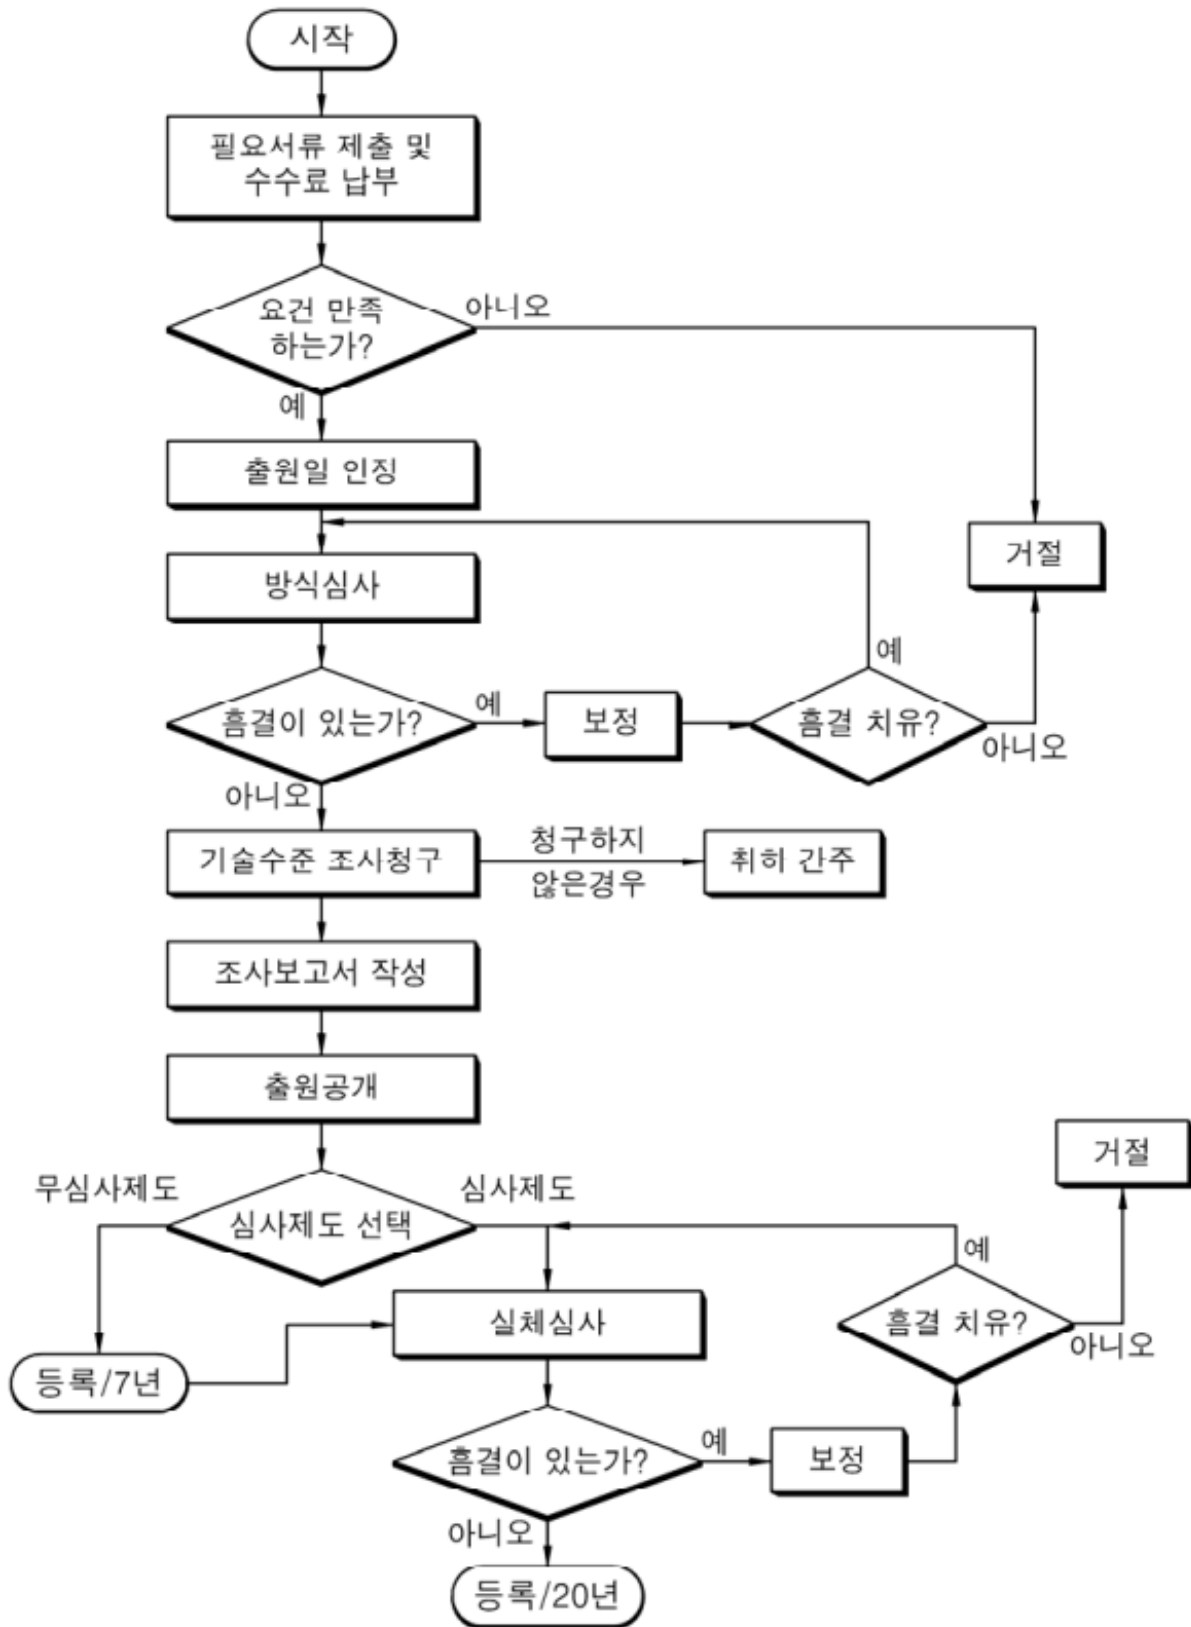 시작
필요서류 제출 및
수수료 납부
요건 만족
하는가?
아니오
예
출원일 인징
방식심사
거절
흠결이 있는가?
예
보정
흠결 치유?
예
아니오
아니오
기술수준 조시청구
청구하지
않은경우
취하 간주
조사보고서 작성
출원공개
거절
무심사제도
심사제도 선택
심사제도
실체심사
예
흠결 치유?
아니오
등록/7년
흠결이 있는가?
예
보정
아니오
등록/20년